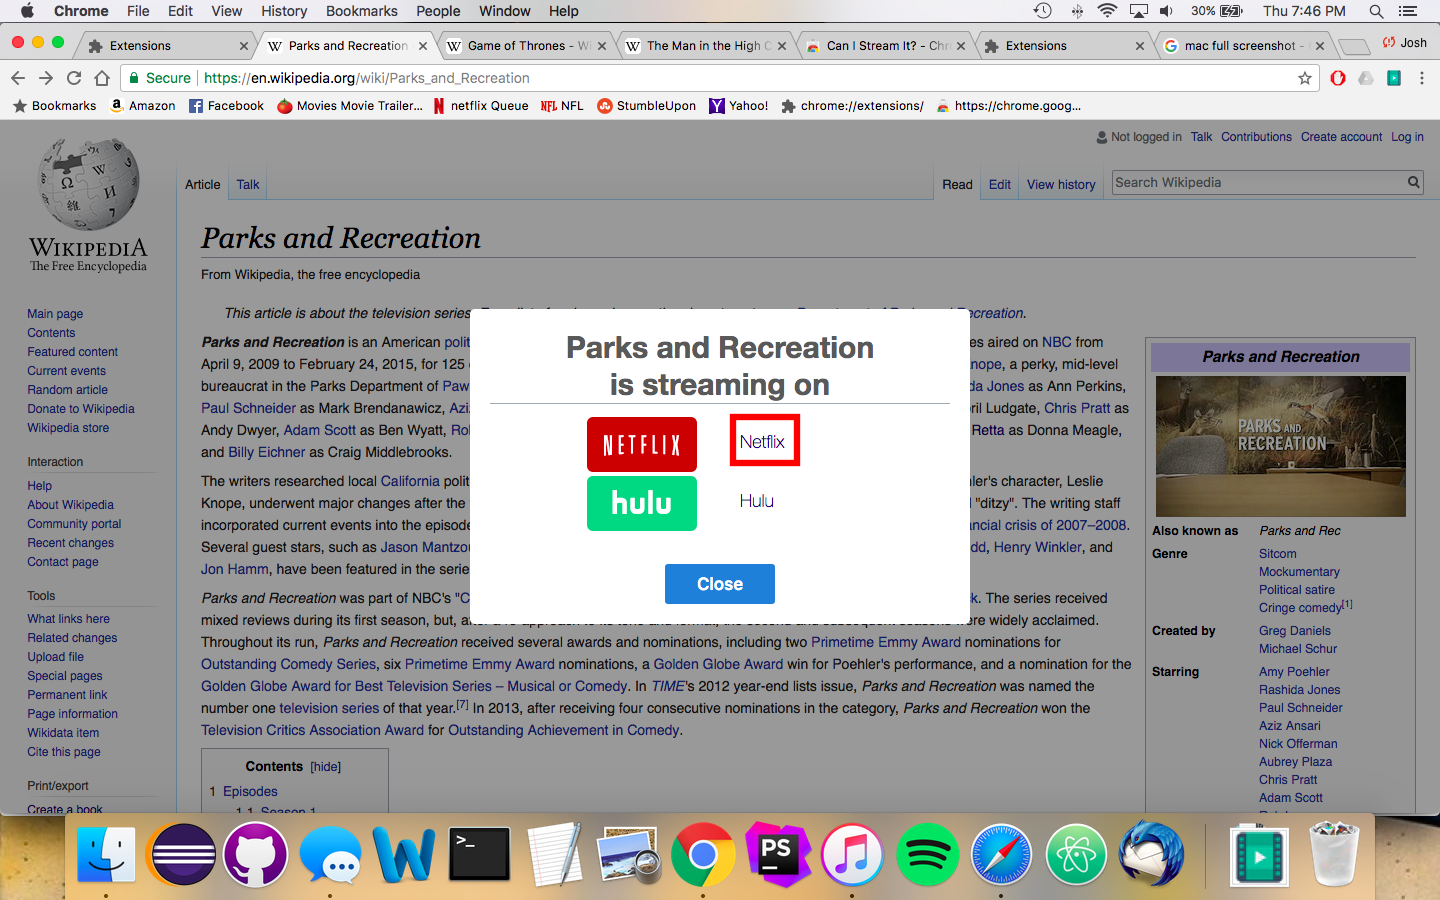 Chrome File Edit View History Bookmarks People Window Help 30% Thu 7:46 PM
Extensions Parks and Recreation Game of Thrones - Wi The Man in the High C Can I Stream It? - Chr Extensions mac full screenshot - Josh
Secure https://en.wikipedia.org/wiki/Parks_and_Recreation
Bookmarks Amazon Facebook Movies Movie Trailer... netflix Queue NFL NFL StumbleUpon Yahoo! chrome://extensions/ https://chrome.goog...
Not logged in Talk Contributions Create account Log in
Article Talk Read Edit View history Search Wikipedia
WIKIPEDIA
The Free Encyclopedia
Main page
Contents
Featured content
Current events
Random article
Donate to Wikipedia
Wikipedia store
Interaction
Help
About Wikipedia
Community portal
Recent changes
Contact page
Tools
What links here
Related changes
Upload file
Special pages
Permanent link
Page information
Wikidata item
Cite this page
Print/export
Create a book
Parks and Recreation
From Wikipedia, the free encyclopedia
This article is about the television series. Recreation.
Parks and Recreation is an American polit es aired on NBC from
April 9, 2009 to February 24, 2015, for 125 nope, a perky, mid-level
bureaucrat in the Parks Department of Paw da Jones as Ann Perkins,
Paul Schneider as Mark Brendanawicz, Aziz ril Ludgate, Chris Pratt as
Andy Dwyer, Adam Scott as Ben Wyatt, Ro Retta as Donna Meagle,
and Billy Eichner as Craig Middlebrooks.
The writers researched local California polit hler's character, Leslie
Knope, underwent major changes after the "ditzy". The writing staff
incorporated current events into the episode ancial crisis of 2007–2008.
Several guest stars, such as Jason Mantzou dd, Henry Winkler, and
Jon Hamm, have been featured in the serie
Parks and Recreation was part of NBC's "C k. The series received
mixed reviews during its first season, but, after a re-approach to its tone and format, the second and subsequent seasons were widely acclaimed.
Throughout its run, Parks and Recreation received several awards and nominations, including two Primetime Emmy Award nominations for
Outstanding Comedy Series, six Primetime Emmy Award nominations, a Golden Globe Award win for Poehler's performance, and a nomination for the
Golden Globe Award for Best Television Series – Musical or Comedy. In TIME's 2012 year-end lists issue, Parks and Recreation was named the
number one television series of that year.[7] In 2013, after receiving four consecutive nominations in the category, Parks and Recreation won the
Television Critics Association Award for Outstanding Achievement in Comedy.
Contents [hide]
1 Episodes
1.1 Season 1
Parks and Recreation
is streaming on
NETFLIX Netflix
hulu Hulu
Close
Parks and Recreation
PARKS AND
RECREATION
Also known as Parks and Rec
Genre Sitcom
Mockumentary
Political satire
Cringe comedy[1]
Created by Greg Daniels
Michael Schur
Starring Amy Poehler
Rashida Jones
Paul Schneider
Aziz Ansari
Nick Offerman
Aubrey Plaza
Chris Pratt
Adam Scott
>_ PS